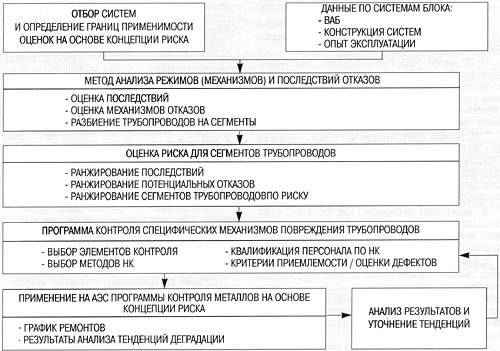 ОТБОР СИСТЕМ
И ОПРЕДЕЛЕНИЕ ГРАНИЦ ПРИМЕНИМОСТИ
ОЦЕНОК НА ОСНОВЕ КОНЦЕПЦИИ РИСКА
ДАННЫЕ ПО СИСТЕМАМ БЛОКА:
- ВАБ
- КОНСТРУКЦИЯ СИСТЕМ
- ОПЫТ ЭКСПЛУАТАЦИИ
МЕТОД АНАЛИЗА РЕЖИМОВ (МЕХАНИЗМОВ) И ПОСЛЕДСТВИЙ ОТКАЗОВ
- ОЦЕНКА ПОСЛЕДСТВИЙ
- ОЦЕНКА МЕХАНИЗМОВ ОТКАЗОВ
- РАЗБИЕНИЕ ТРУБОПРОВОДОВ НА СЕГМЕНТЫ
ОЦЕНКА РИСКА ДЛЯ СЕГМЕНТОВ ТРУБОПРОВОДОВ
- РАНЖИРОВАНИЕ ПОСЛЕДСТВИЙ
- РАНЖИРОВАНИЕ ПОТЕНЦИАЛЬНЫХ ОТКАЗОВ
- РАНЖИРОВАНИЕ СЕГМЕНТОВ ТРУБОПРОВОДОВПО РИСКУ
ПРОГРАММА КОНТРОЛЯ СПЕЦИФИЧЕСКИХ МЕХАНИЗМОВ ПОВРЕЖДЕНИЯ ТРУБОПРОВОДОВ
- ВЫБОР ЭЛЕМЕНТОВ КОНТРОЛЯ
- ВЫБОР МЕТОДОВ НК
- КВАЛИФИКАЦИЯ ПЕРСОНАЛА ПО НК
- КРИТЕРИИ ПРИЕМЛЕМОСТИ / ОЦЕНКИ ДЕФЕКТОВ
ПРИМЕНЕНИЕ НА АЭС ПРОГРАММЫ КОНТРОЛЯ МЕТАЛЛОВ НА ОСНОВЕ
КОНЦЕПЦИИ РИСКА
- ГРАФИК РЕМОНТОВ
- РЕЗУЛЬТАТЫ АНАЛИЗА ТЕНДЕНЦИЙ ДЕГРАДАЦИИ
АНАЛИЗ РЕЗУЛЬТАТОВ И
УТОЧНЕНИЕ ТЕНДЕНЦИЙ